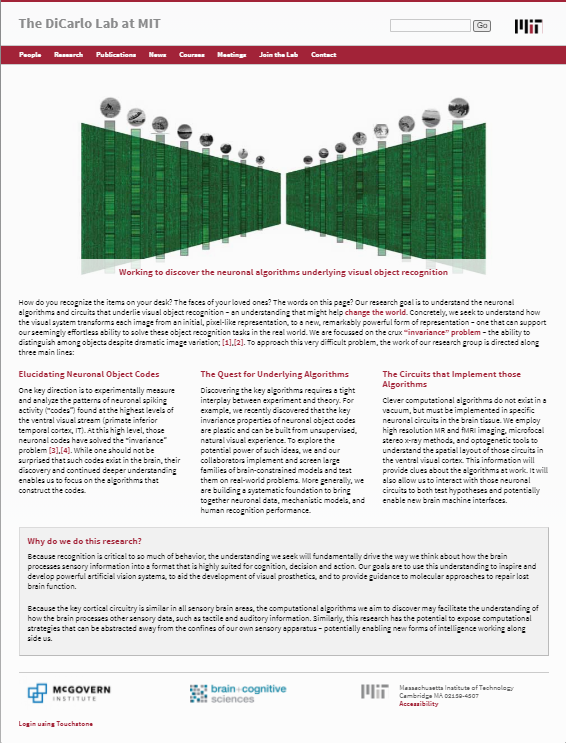 The DiCarlo Lab at MIT
Go
MIT
People Research Publications News Courses Meetings Join the Lab Contact
Working to discover the neuronal algorithms underlying visual object recognition
How do you recognize the items on your desk? The faces of your loved ones? The words on this page? Our research goal is to understand the neuronal
algorithms and circuits that underlie visual object recognition – an understanding that might help change the world. Concretely, we seek to understand how
the visual system transforms each image from an initial, pixel-like representation, to a new, remarkably powerful form of representation – one that can support
our seemingly effortless ability to solve these object recognition tasks in the real world. We are focussed on the crux "invariance" problem – the ability to
distinguish among objects despite dramatic image variation; [1],[2]. To approach this very difficult problem, the work of our research group is directed along
three main lines:
Elucidating Neuronal Object Codes
One key direction is to experimentally measure
and analyze the patterns of neuronal spiking
activity ("codes") found at the highest levels of
the ventral visual stream (primate inferior
temporal cortex, IT). At this high level, those
neuronal codes have solved the "invariance"
problem [3],[4]. While one should not be
surprised that such codes exist in the brain, their
discovery and continued deeper understanding
enables us to focus on the algorithms that
construct the codes.
The Quest for Underlying Algorithms
Discovering the key algorithms requires a tight
interplay between experiment and theory. For
example, we recently discovered that the key
invariance properties of neuronal object codes
are plastic and can be built from unsupervised,
natural visual experience. To explore the
potential power of such ideas, we and our
collaborators implement and screen large
families of brain-constrained models and test
them on real-world problems. More generally, we
are building a systematic foundation to bring
together neuronal data, mechanistic models, and
human recognition performance.
The Circuits that Implement those
Algorithms
Clever computational algorithms do not exist in a
vacuum, but must be implemented in specific
neuronal circuits in the brain tissue. We employ
high resolution MR and fMRI imaging, microfocal
stereo x-ray methods, and optogenetic tools to
understand the spatial layout of those circuits in
the ventral visual cortex. This information will
provide clues about the algorithms at work. It will
also allow us to interact with those neuronal
circuits to both test hypotheses and potentially
enable new brain machine interfaces.
Why do we do this research?
Because recognition is critical to so much of behavior, the understanding we seek will fundamentally drive the way we think about how the brain
processes sensory information into a format that is highly suited for cognition, decision and action. Our goals are to use this understanding to inspire and
develop powerful artificial vision systems, to aid the development of visual prosthetics, and to provide guidance to molecular approaches to repair lost
brain function.
Because the key cortical circuitry is similar in all sensory brain areas, the computational algorithms we aim to discover may facilitate the understanding of
how the brain processes other sensory data, such as tactile and auditory information. Similarly, this research has the potential to expose computational
strategies that can be abstracted away from the confines of our own sensory apparatus – potentially enabling new forms of intelligence working along
side us.
McGOVERN
INSTITUTE
brain+cognitive
sciences
MIT
Massachusetts Institute of Technology
Cambridge MA 02139-4307
Accessibility
Login using Touchstone